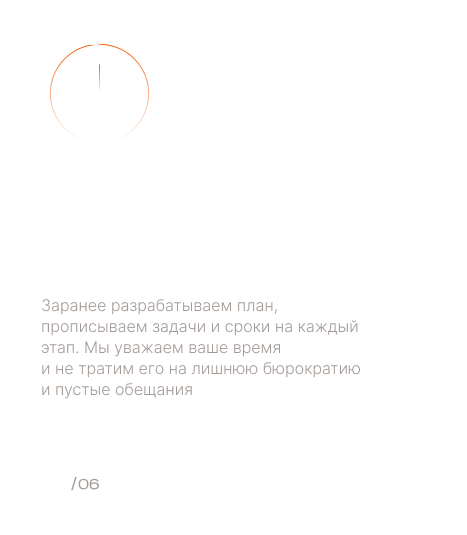 Заранее разрабатываем план,
прописываем задачи и сроки на каждый
этап. Мы уважаем ваше время
и не тратим его на лишнюю бюрократию
и пустые обещания
/06